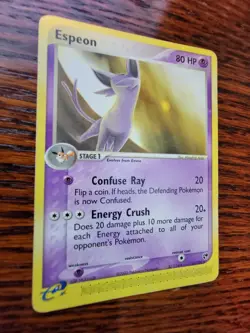 Espeon
80 HP
STAGE 1
Evolves from Eevee
Confuse Ray 20
Flip a coin. If heads, the Defending Pokémon
is now Confused.
Energy Crush 20+
Does 20 damage plus 10 more damage for
each Energy attached to all of your
opponent's Pokémon.